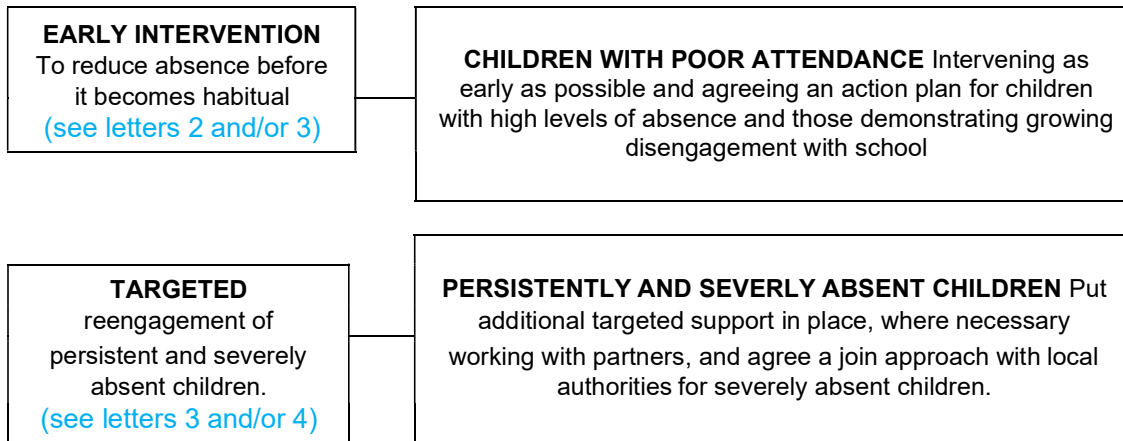 EARLY INTERVENTION
To reduce absence before
it becomes habitual
(see letters 2 and/or 3)
CHILDREN WITH POOR ATTENDANCE Intervening as
early as possible and agreeing an action plan for children
with high levels of absence and those demonstrating growing
disengagement with school
TARGETED
reengagement of
persistent and severely
absent children.
(see letters 3 and/or 4)
PERSISTENTLY AND SEVERLY ABSENT CHILDREN Put
additional targeted support in place, where necessary
working with partners, and agree a join approach with local
authorities for severely absent children.